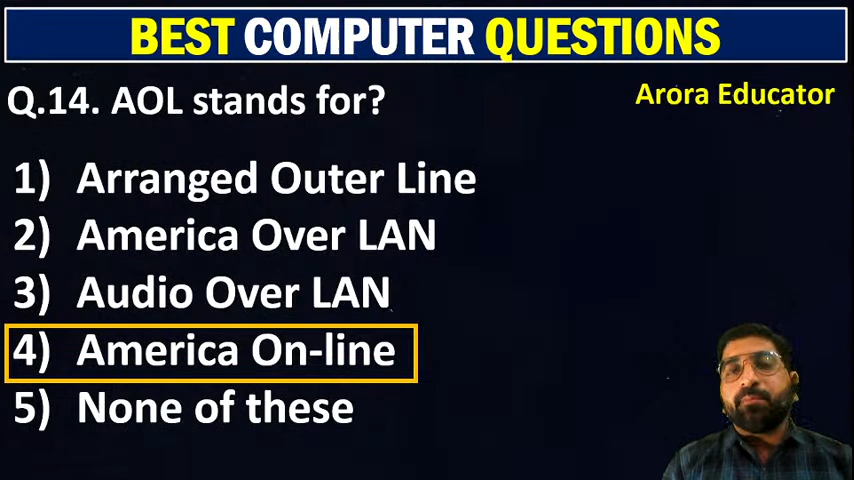 BEST COMPUTER QUESTIONS
Q.14. AOL stands for?
Arora Educator
1) Arranged Outer Line
2) America Over LAN
3) Audio Over LAN
4) America On-line
5) None of these